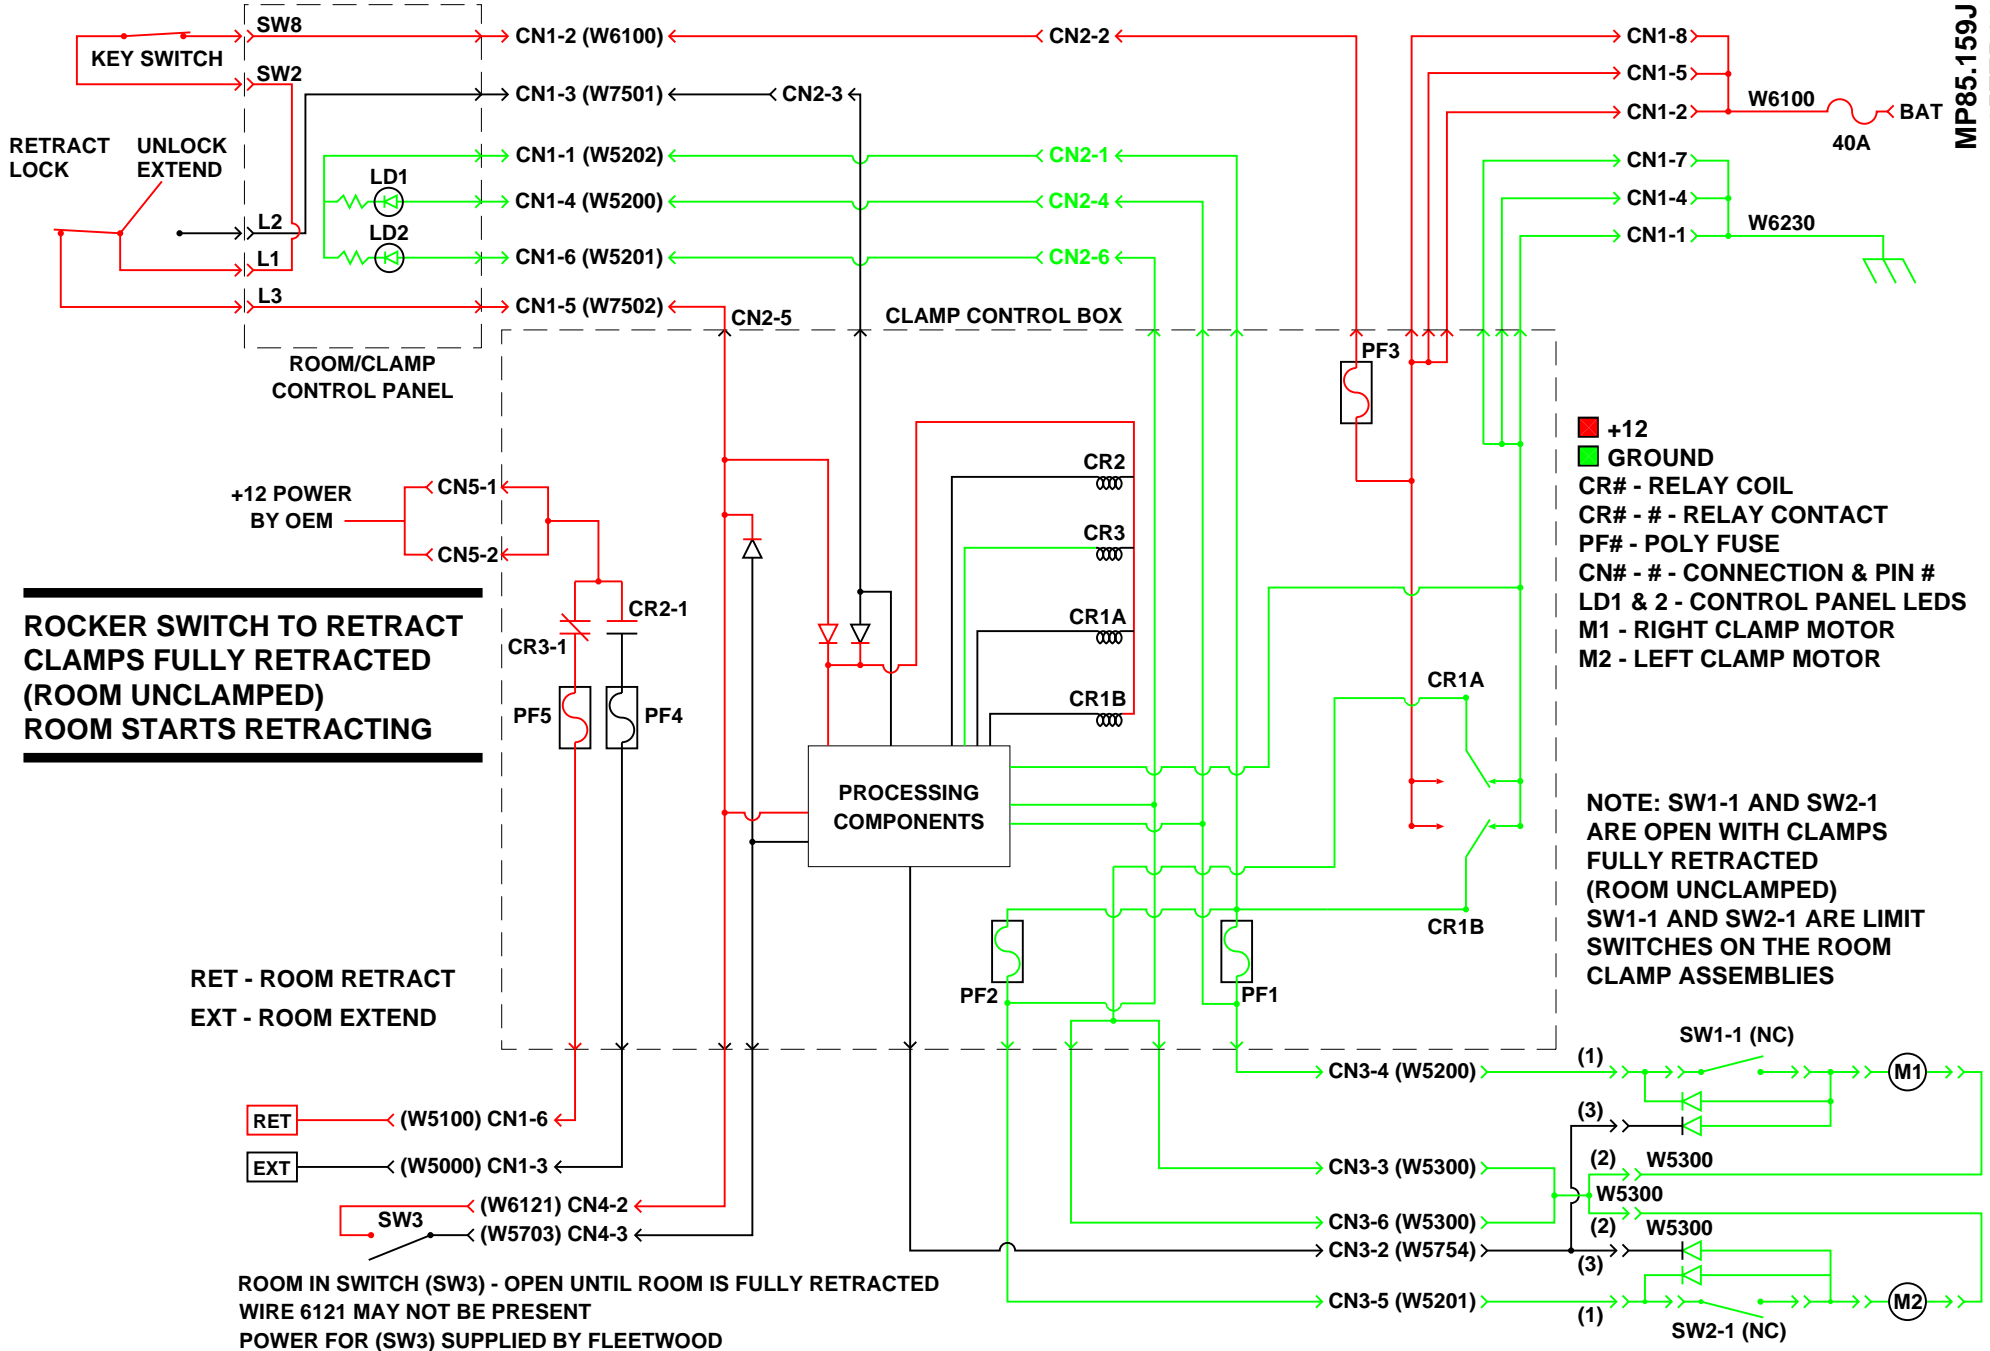 SW8
KEY SWITCH
SW2
RETRACT
LOCK
UNLOCK
EXTEND
LD1
LD2
L2
L1
L3
ROOM/CLAMP
CONTROL PANEL
CN1-2 (W6100)
CN1-3 (W7501)
CN1-1 (W5202)
CN1-4 (W5200)
CN1-6 (W5201)
CN1-5 (W7502)
CN2-2
CN2-3
CN2-1
CN2-4
CN2-6
CN2-5
CLAMP CONTROL BOX
CN1-8
CN1-5
CN1-2
W6100
40A
BAT
CN1-7
CN1-4
CN1-1
W6230
MP85.159J
PF3
+12
GROUND
CR# - RELAY COIL
CR# - # - RELAY CONTACT
PF# - POLY FUSE
CN# - # - CONNECTION & PIN #
LD1 & 2 - CONTROL PANEL LEDS
M1 - RIGHT CLAMP MOTOR
M2 - LEFT CLAMP MOTOR
+12 POWER
BY OEM
CN5-1
CN5-2
ROCKER SWITCH TO RETRACT
CLAMPS FULLY RETRACTED
(ROOM UNCLAMPED)
ROOM STARTS RETRACTING
CR3-1
CR2-1
PF5
PF4
CR2
CR3
CR1A
CR1B
PROCESSING
COMPONENTS
CR1A
CR1B
PF2
PF1
NOTE: SW1-1 AND SW2-1
ARE OPEN WITH CLAMPS
FULLY RETRACTED
(ROOM UNCLAMPED)
SW1-1 AND SW2-1 ARE LIMIT
SWITCHES ON THE ROOM
CLAMP ASSEMBLIES
RET - ROOM RETRACT
EXT - ROOM EXTEND
RET
(W5100) CN1-6
EXT
(W5000) CN1-3
(W6121) CN4-2
SW3
(W5703) CN4-3
ROOM IN SWITCH (SW3) - OPEN UNTIL ROOM IS FULLY RETRACTED
WIRE 6121 MAY NOT BE PRESENT
POWER FOR (SW3) SUPPLIED BY FLEETWOOD
CN3-4 (W5200)
CN3-3 (W5300)
CN3-6 (W5300)
CN3-2 (W5754)
CN3-5 (W5201)
SW1-1 (NC)
(1)
M1
(3)
(2)
W5300
W5300
(2)
W5300
(3)
(1)
M2
SW2-1 (NC)